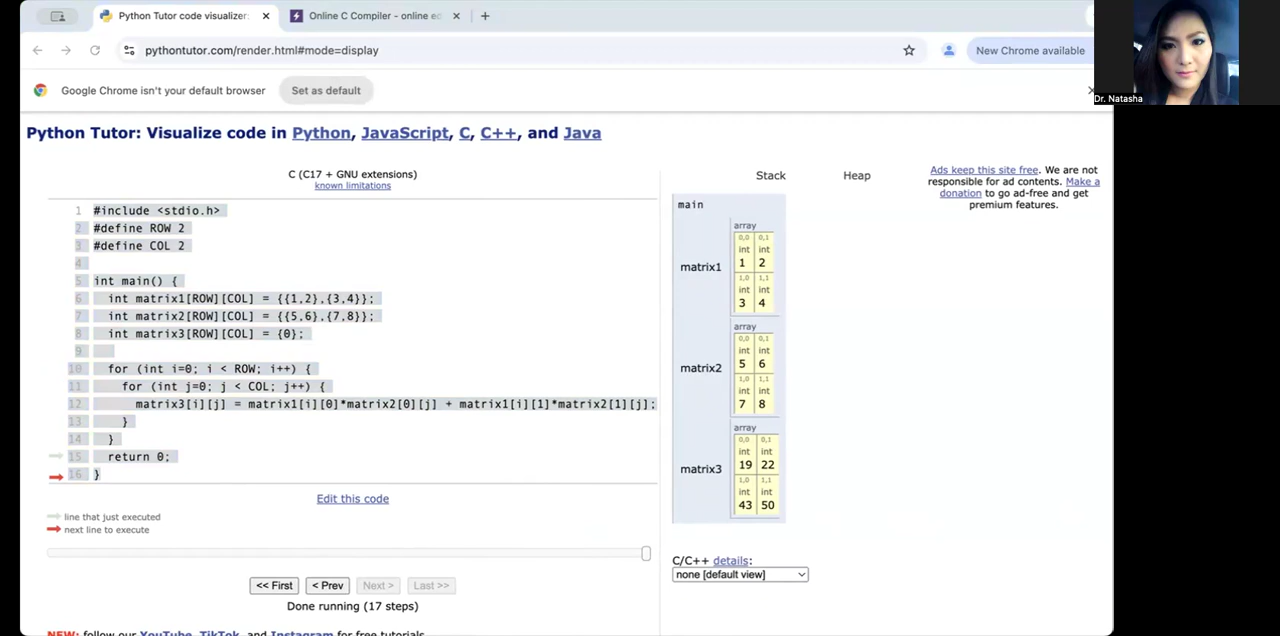 Python Tutor code visualizer:
Online C Compiler - online ed
pythontutor.com/render.html#mode=display
New Chrome available
Google Chrome isn't your default browser
Set as default
Dr. Natasha
Python Tutor: Visualize code in Python, JavaScript, C, C++, and Java
C (C17 + GNU extensions)
known limitations
1 #include <stdio.h>
2 #define ROW 2
3 #define COL 2
4
5 int main() {
6 int matrix1[ROW][COL] = {{1,2},{3,4}};
7 int matrix2[ROW][COL] = {{5,6},{7,8}};
8 int matrix3[ROW][COL] = {0};
9
10 for (int i=0; i < ROW; i++) {
11 for (int j=0; j < COL; j++) {
12 matrix3[i][j] = matrix1[i][0]*matrix2[0][j] + matrix1[i][1]*matrix2[1][j];
13 }
14 }
15 return 0;
16 }
Edit this code
line that just executed
next line to execute
<< First < Prev Next > Last >>
Done running (17 steps)
NEW: follow our YouTube, TikTok, and Instagram for free tutorials
Stack Heap
main
array
0,0 0,1
int int
matrix1
1 2
1,0 1,1
int int
3 4
array
0,0 0,1
int int
matrix2
5 6
1,0 1,1
int int
7 8
array
0,0 0,1
int int
matrix3
19 22
1,0 1,1
int int
43 50
C/C++ details:
none [default view]
Ads keep this site free. We are not
responsible for ad contents. Make a
donation to go ad-free and get
premium features.